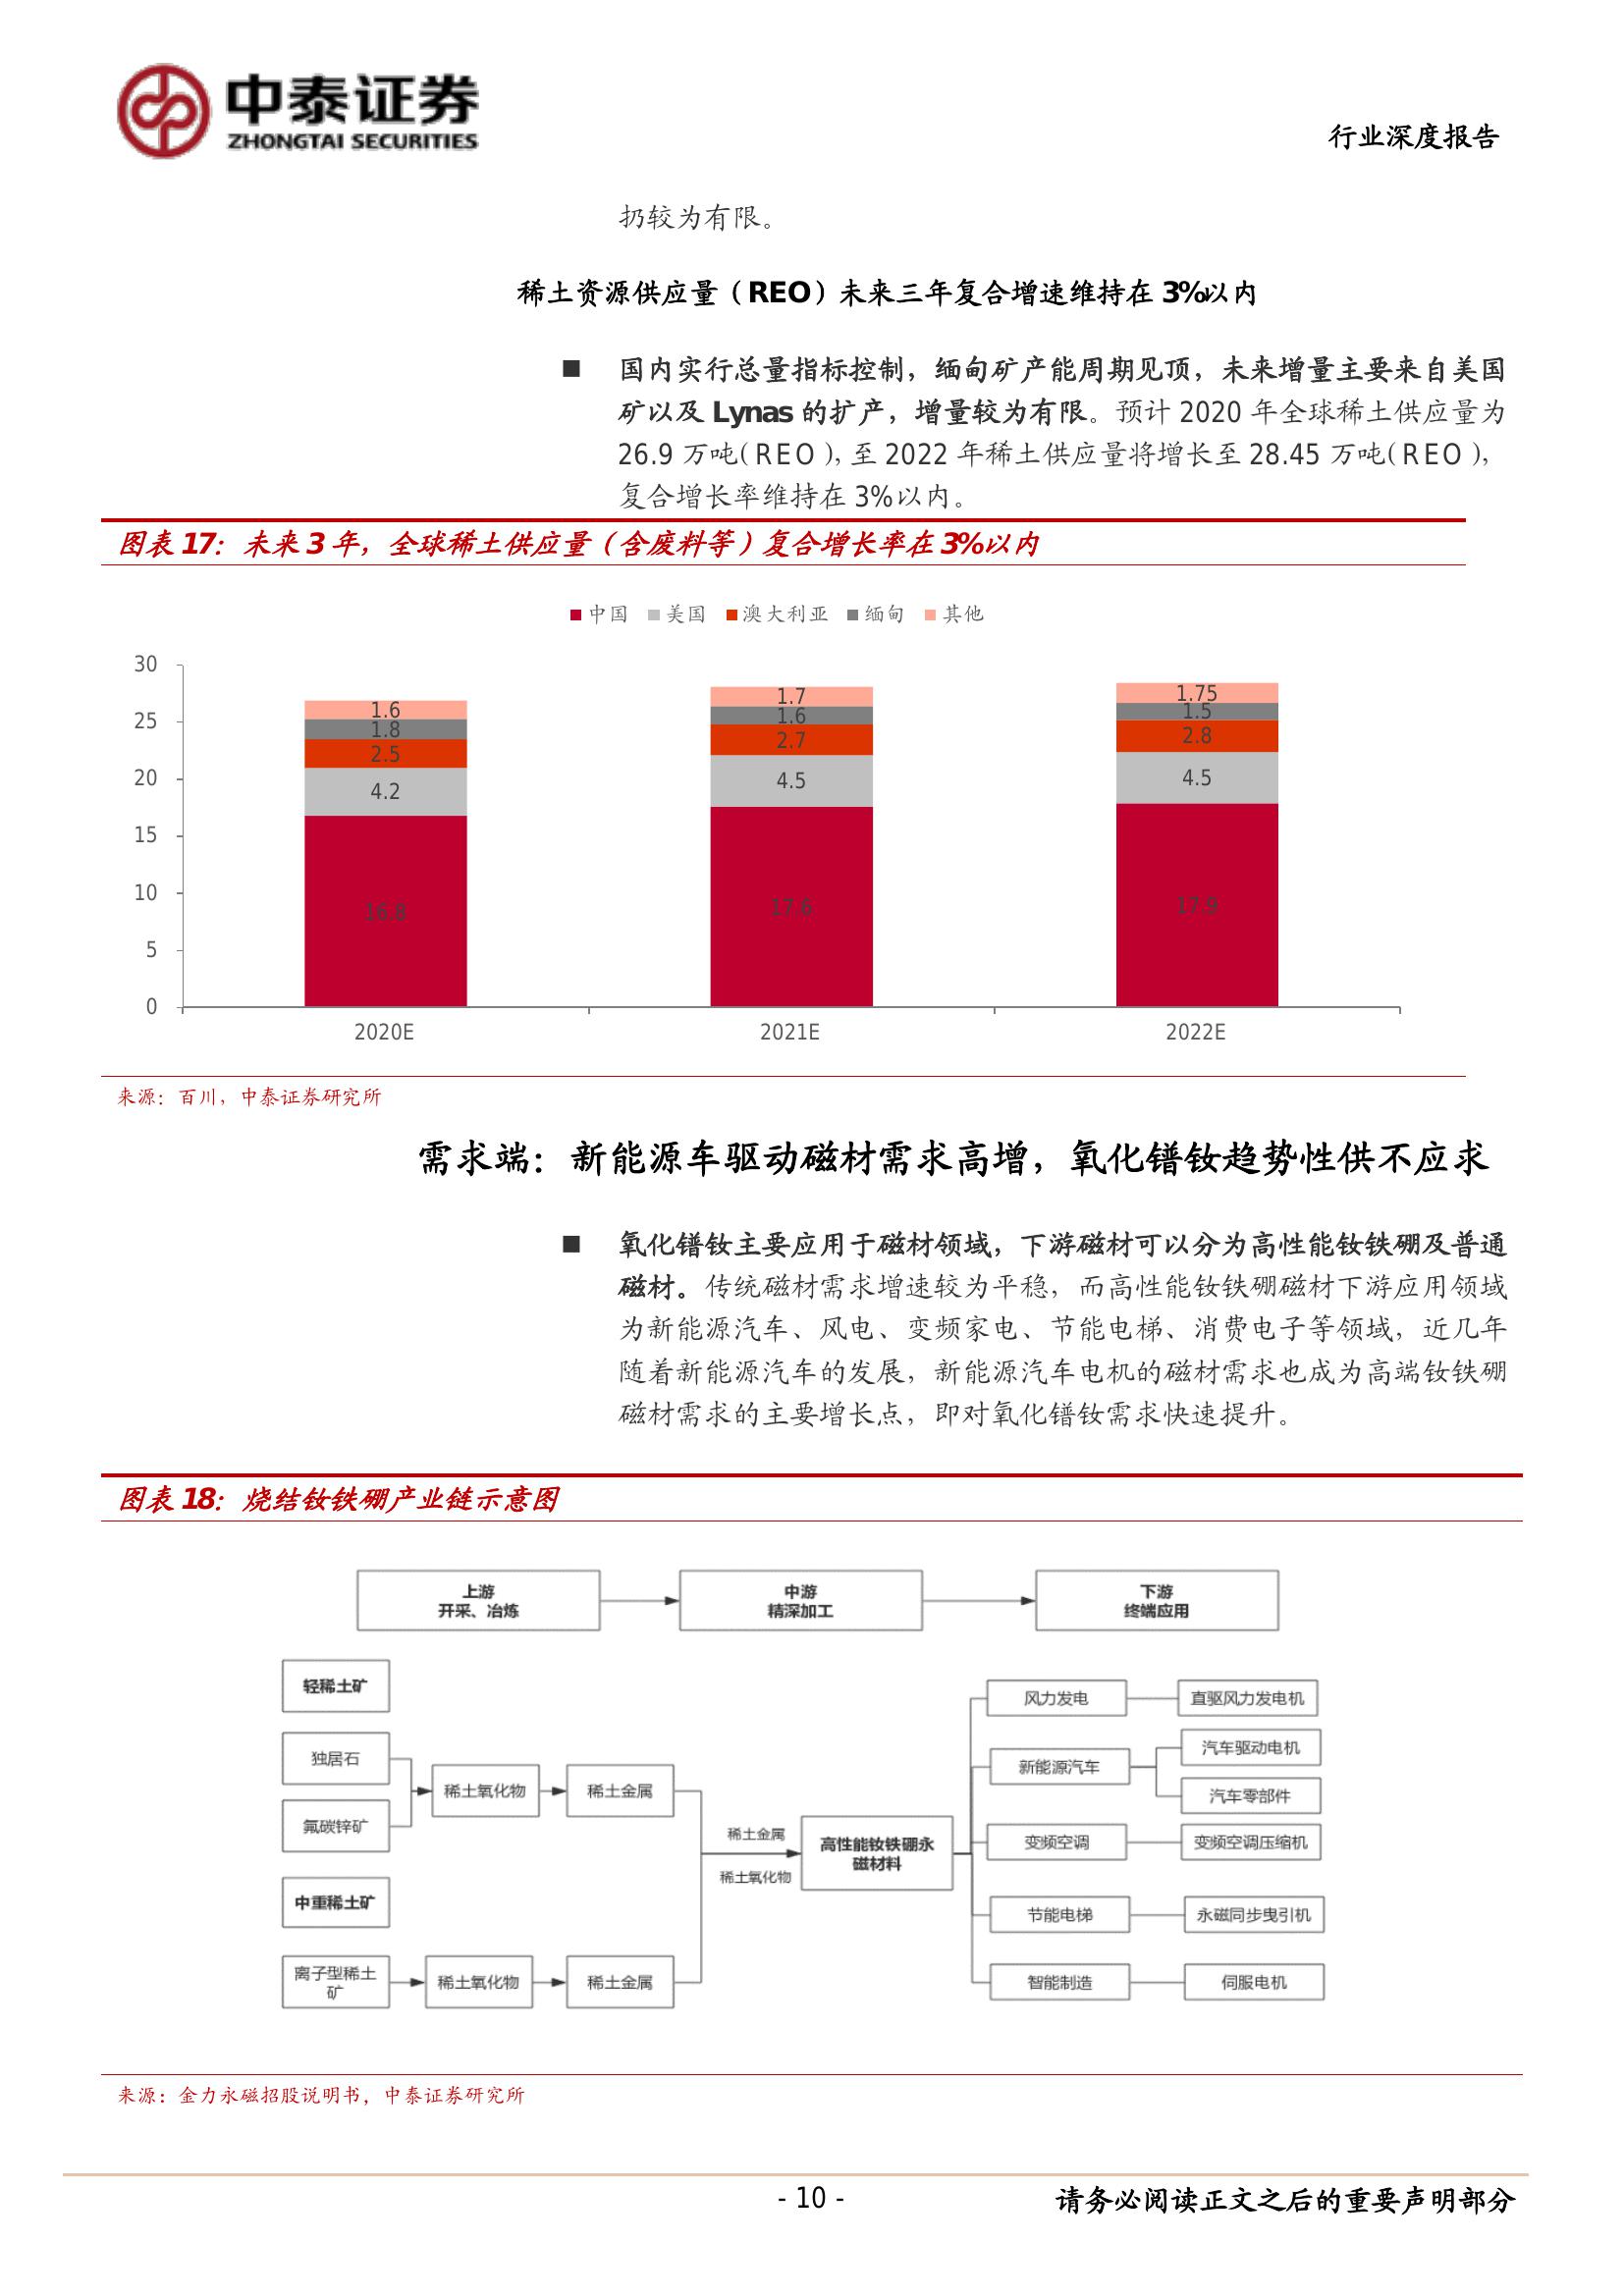 中泰证券
ZHONGTAI SECURITIES
行业深度报告
扔较为有限。
稀土资源供应量（REO）未来三年复合增速维持在 3%以内
■ 国内实行总量指标控制，缅甸矿产能周期见顶，未来增量主要来自美国
矿以及 Lynas 的扩产，增量较为有限。预计 2020 年全球稀土供应量为
26.9 万吨(REO)，至 2022 年稀土供应量将增长至 28.45 万吨(REO)，
复合增长率维持在 3%以内。
图表 17：未来 3 年，全球稀土供应量（含废料等）复合增长率在 3%以内
中国 美国 澳大利亚 缅甸 其他
30
25
20
15
10
5
0
1.6
1.8
2.5
4.2
16.8
1.7
1.6
2.7
4.5
17.6
1.75
1.5
2.8
4.5
17.9
2020E 2021E 2022E
来源：百川，中泰证券研究所
需求端：新能源车驱动磁材需求高增，氧化镨钕趋势性供不应求
■ 氧化镨钕主要应用于磁材领域，下游磁材可以分为高性能钕铁硼及普通
磁材。传统磁材需求增速较为平稳，而高性能钕铁硼磁材下游应用领域
为新能源汽车、风电、变频家电、节能电梯、消费电子等领域，近几年
随着新能源汽车的发展，新能源汽车电机的磁材需求也成为高端钕铁硼
磁材需求的主要增长点，即对氧化镨钕需求快速提升。
图表 18：烧结钕铁硼产业链示意图
上游
开采、冶炼
中游
精深加工
下游
终端应用
轻稀土矿
独居石
氟碳锌矿
稀土氧化物
稀土金属
中重稀土矿
离子型稀土
矿
稀土氧化物
稀土金属
稀土金属
稀土氧化物
高性能钕铁硼永
磁材料
风力发电
直驱风力发电机
新能源汽车
汽车驱动电机
汽车零部件
变频空调
变频空调压缩机
节能电梯
永磁同步曳引机
智能制造
伺服电机
来源：金力永磁招股说明书，中泰证券研究所
- 10 -
请务必阅读正文之后的重要声明部分